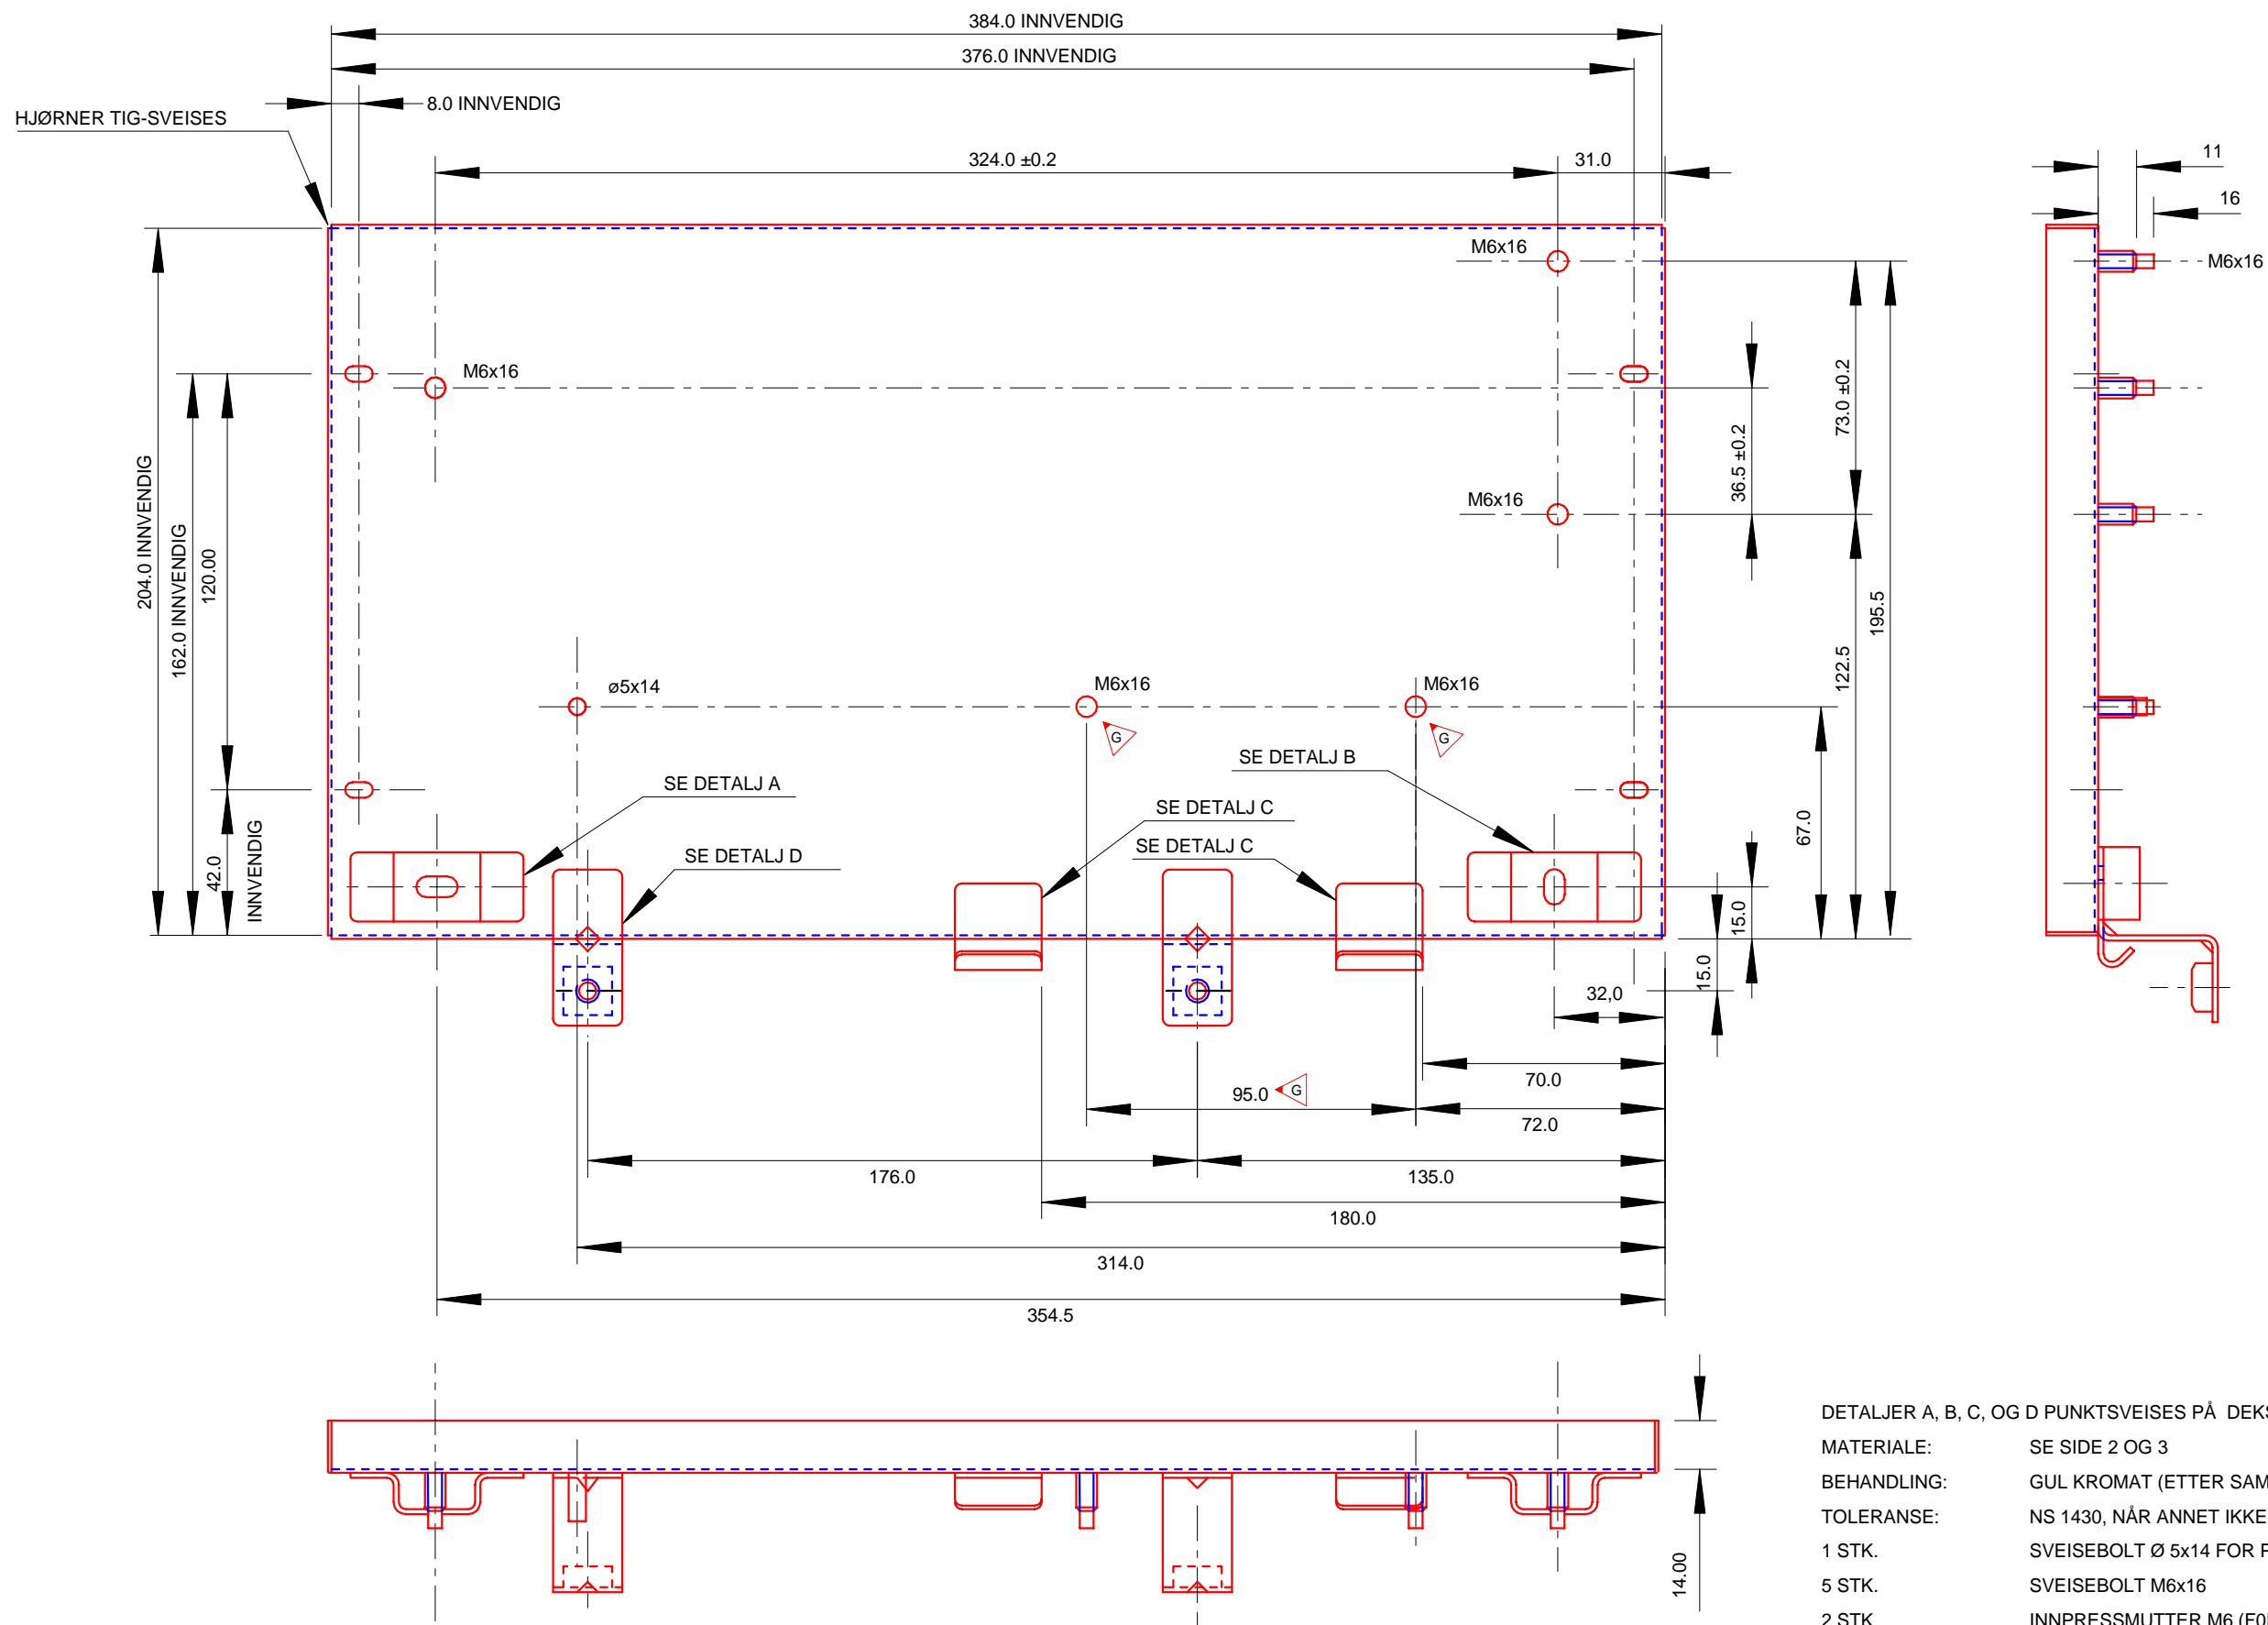 384.0 INNVENDIG
376.0 INNVENDIG
8.0 INNVENDIG
HJØRNER TIG-SVEISES
324.0 ±0.2
31.0
11
16
M6x16
M6x16
M6x16
M6x16
204.0 INNVENDIG
162.0 INNVENDIG
120.00
42.0
INNVENDIG
73.0 ±0.2
36.5 ±0.2
195.5
122.5
67.0
15.0
15.0
ø5x14
M6x16
M6x16
G
G
SE DETALJ A
SE DETALJ B
SE DETALJ C
SE DETALJ C
SE DETALJ D
32,0
70.0
95.0
G
72.0
176.0
135.0
180.0
314.0
354.5
14.00
DETALJER A, B, C, OG D PUNKTSVEISES PÅ
MATERIALE: SE SIDE 2 OG 3
BEHANDLING: GUL KROMAT (ETTER
TOLERANSE: NS 1430, NÅR ANNET IKKE
1 STK. SVEISEBOLT Ø 5x14 FOR
5 STK. SVEISEBOLT M6x16
2 STK INNPRESSMUTTER M6